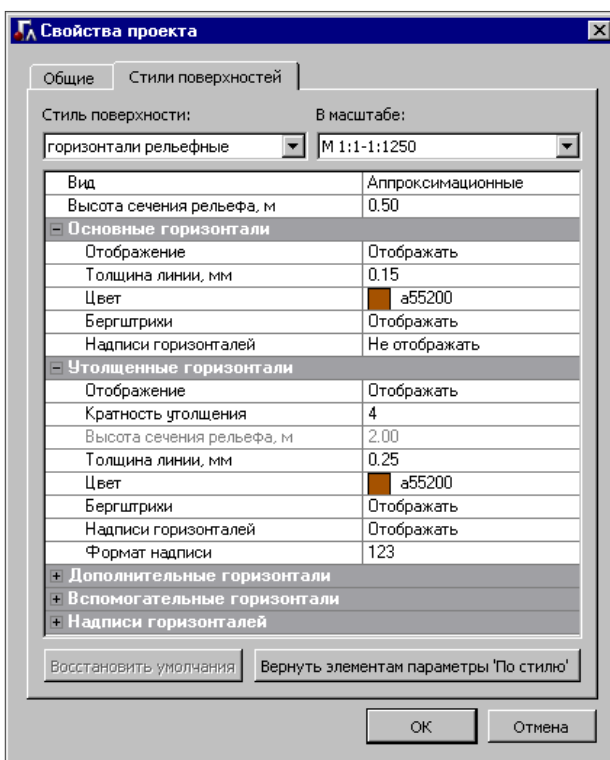 Свойства проекта
Общие Стили поверхностей
Стиль поверхности: В масштабе:
горизонтали рельефные М 1:1-1:1250
Вид Аппроксимационные
Высота сечения рельефа, м 0.50
Основные горизонтали
Отображение Отображать
Толщина линии, мм 0.15
Цвет a55200
Бергштрихи Отображать
Надписи горизонталей Не отображать
Утолщенные горизонтали
Отображение Отображать
Кратность утолщения 4
Высота сечения рельефа, м 2.00
Толщина линии, мм 0.25
Цвет a55200
Бергштрихи Отображать
Надписи горизонталей Отображать
Формат надписи 123
Дополнительные горизонтали
Вспомогательные горизонтали
Надписи горизонталей
Восстановить умолчания Вернуть элементам параметры 'По стилю'
ОК Отмена